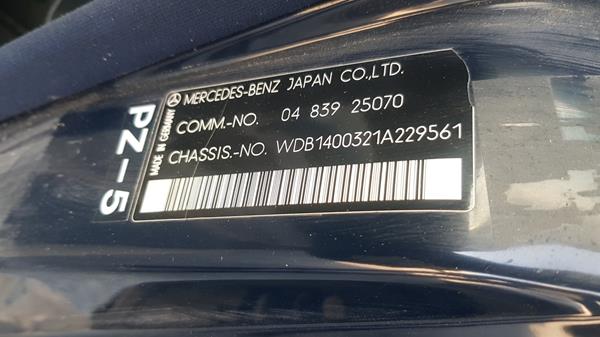 MERCEDES-BENZ JAPAN CO.,LTD.
COMM.-NO. 04 839 25070
CHASSIS.-NO. WDB1400321A229561
MADE IN GERMANY
PZ-5